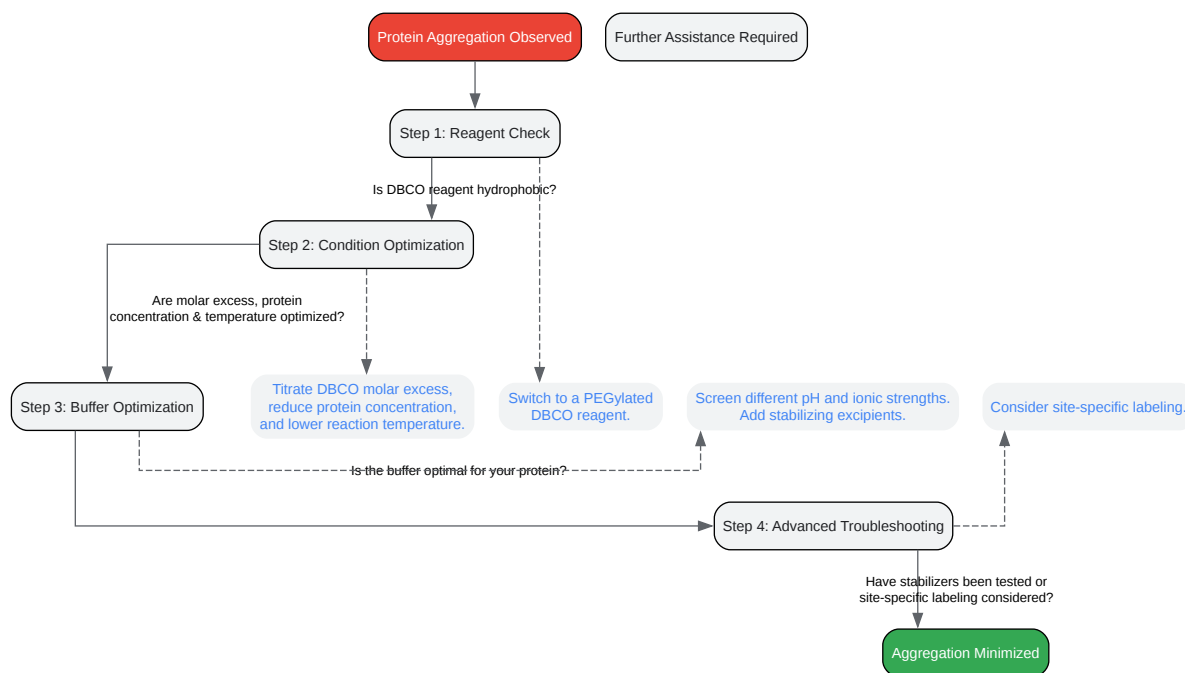 Protein Aggregation Observed
Further Assistance Required
Step 1: Reagent Check
Is DBCO reagent hydrophobic?
Step 2: Condition Optimization
Are molar excess, protein
concentration & temperature optimized?
Step 3: Buffer Optimization
Titrate DBCO molar excess,
reduce protein concentration,
and lower reaction temperature.
Switch to a PEGylated
DBCO reagent.
Screen different pH and ionic strengths.
Add stabilizing excipients.
Consider site-specific labeling.
Is the buffer optimal for your protein?
Step 4: Advanced Troubleshooting
Have stabilizers been tested or
site-specific labeling considered?
Aggregation Minimized